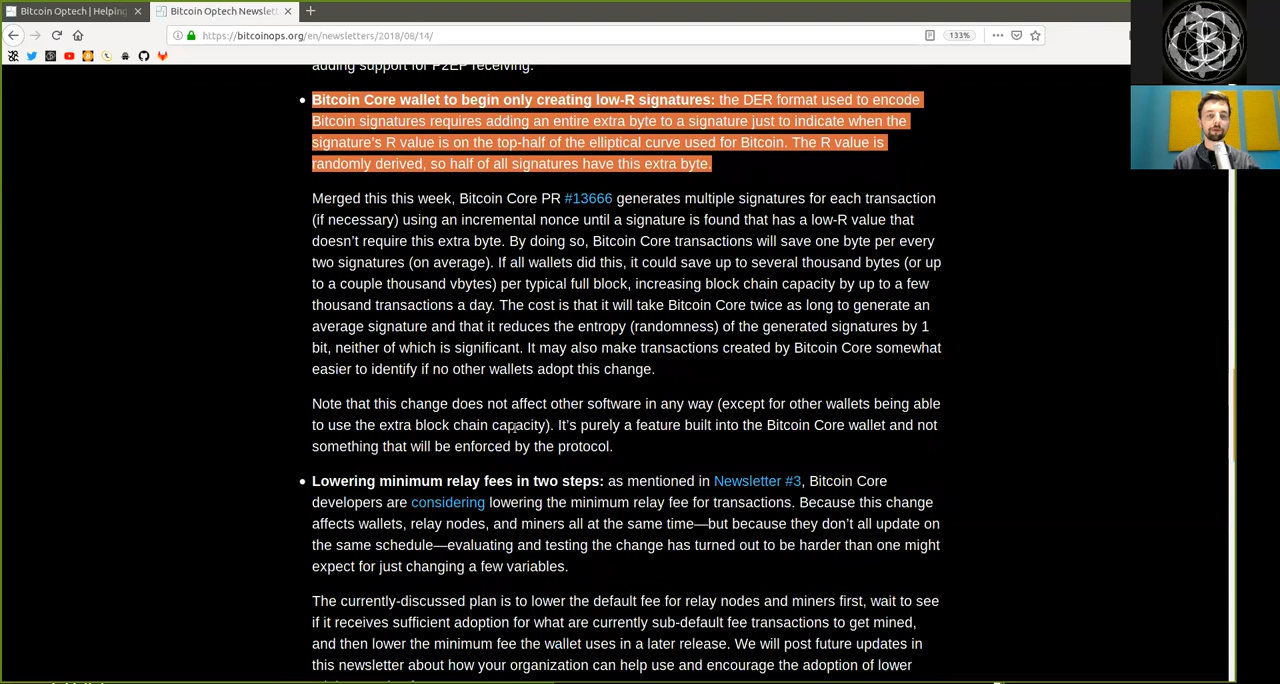 Bitcoin Optech | Helping
Bitcoin Optech Newslet
https://bitcoinops.org/en/newsletters/2018/08/14/
133%
adding support for P2EP receiving.
Bitcoin Core wallet to begin only creating low-R signatures: the DER format used to encode
Bitcoin signatures requires adding an entire extra byte to a signature just to indicate when the
signature's R value is on the top-half of the elliptical curve used for Bitcoin. The R value is
randomly derived, so half of all signatures have this extra byte.
Merged this this week, Bitcoin Core PR #13666 generates multiple signatures for each transaction
(if necessary) using an incremental nonce until a signature is found that has a low-R value that
doesn't require this extra byte. By doing so, Bitcoin Core transactions will save one byte per every
two signatures (on average). If all wallets did this, it could save up to several thousand bytes (or up
to a couple thousand vbytes) per typical full block, increasing block chain capacity by up to a few
thousand transactions a day. The cost is that it will take Bitcoin Core twice as long to generate an
average signature and that it reduces the entropy (randomness) of the generated signatures by 1
bit, neither of which is significant. It may also make transactions created by Bitcoin Core somewhat
easier to identify if no other wallets adopt this change.
Note that this change does not affect other software in any way (except for other wallets being able
to use the extra block chain capacity). It's purely a feature built into the Bitcoin Core wallet and not
something that will be enforced by the protocol.
Lowering minimum relay fees in two steps: as mentioned in Newsletter #3, Bitcoin Core
developers are considering lowering the minimum relay fee for transactions. Because this change
affects wallets, relay nodes, and miners all at the same time—but because they don't all update on
the same schedule—evaluating and testing the change has turned out to be harder than one might
expect for just changing a few variables.
The currently-discussed plan is to lower the default fee for relay nodes and miners first, wait to see
if it receives sufficient adoption for what are currently sub-default fee transactions to get mined,
and then lower the minimum fee the wallet uses in a later release. We will post future updates in
this newsletter about how your organization can help use and encourage the adoption of lower